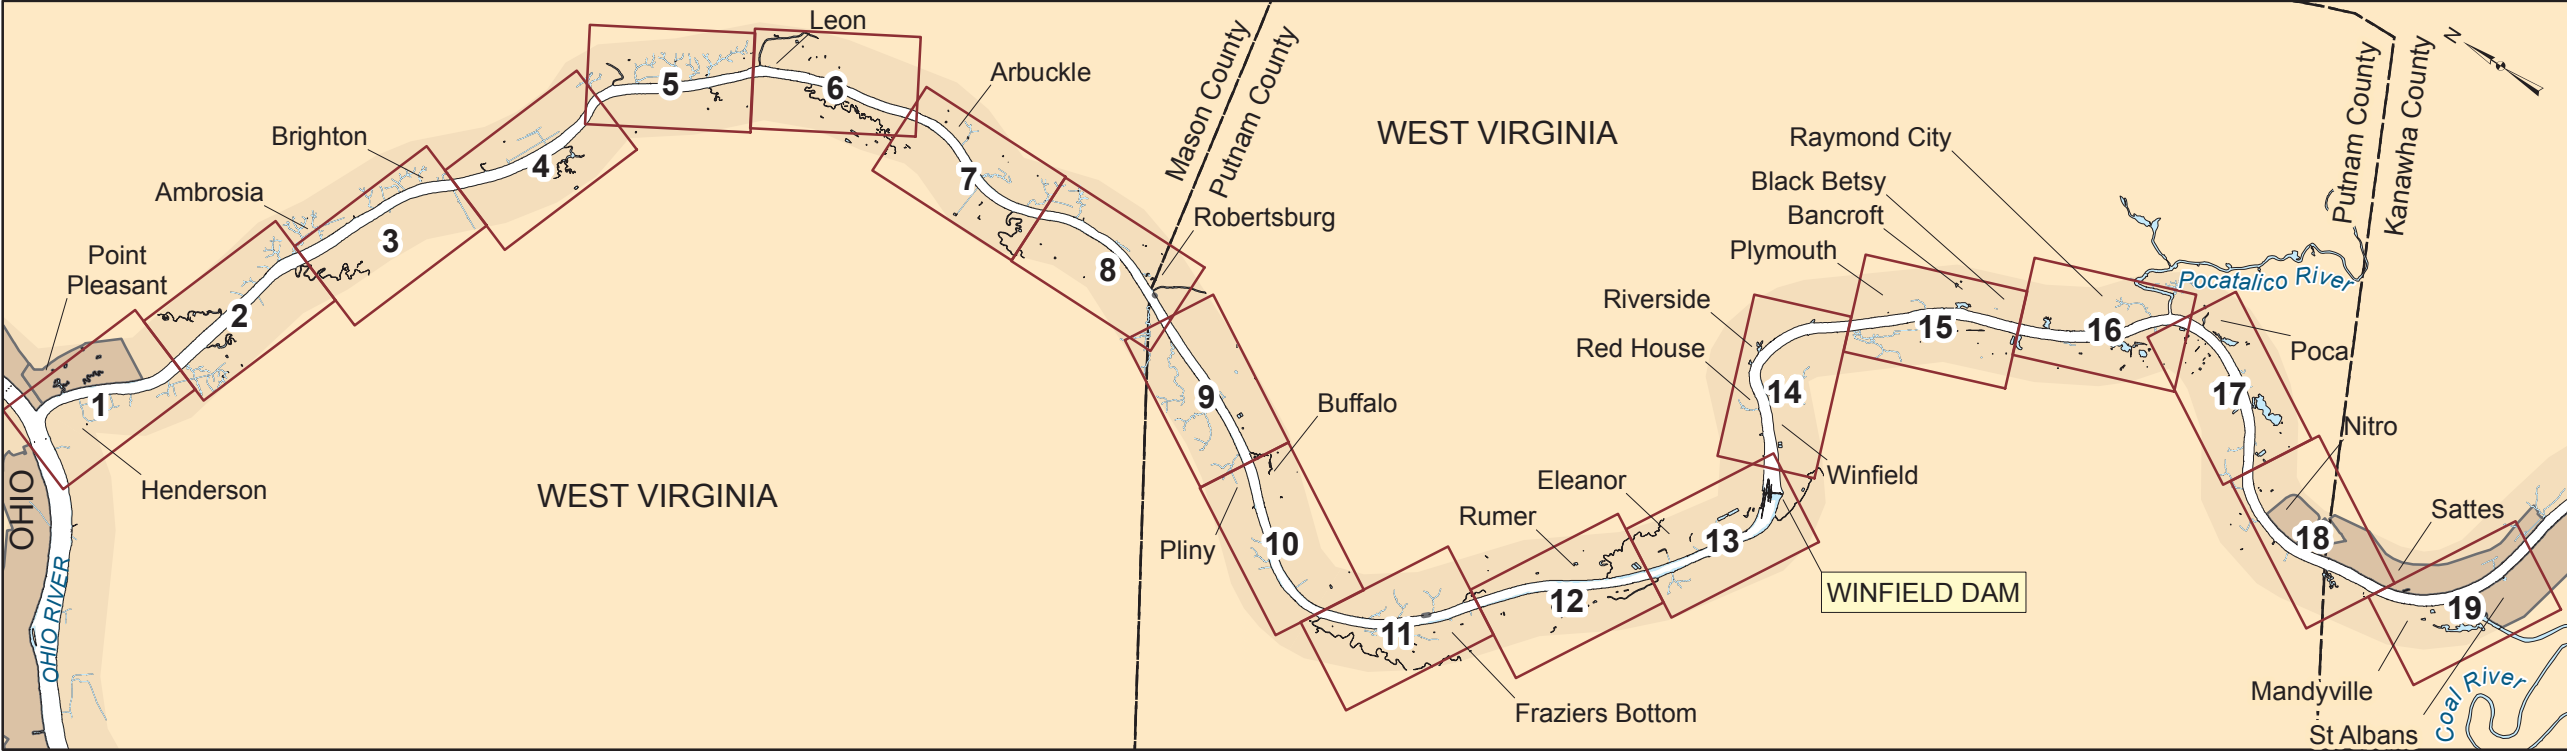 Leon
N
Mason County
Putnam County
Putnam County
Kanawha County
5
6
Arbuckle
WEST VIRGINIA
Raymond City
Brighton
4
7
Black Betsy
Ambrosia
Bancroft
Robertsburg
3
Plymouth
Point
Pleasant
8
Pocatalico River
Riverside
2
15
16
Red House
Poca
1
9
14
17
Buffalo
Nitro
Henderson
WEST VIRGINIA
Winfield
Eleanor
OHIO
Rumer
Sattes
Pliny
10
13
18
OHIO RIVER
WINFIELD DAM
12
19
11
Mandyville
Fraziers Bottom
Coal River
St Albans